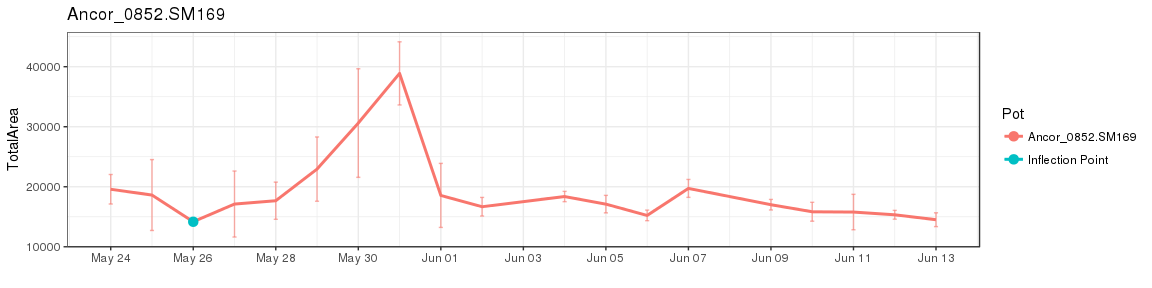 Ancor_0852.SM169
TotalArea
40000
30000
20000
10000
May 24 May 26 May 28 May 30 Jun 01 Jun 03 Jun 05 Jun 07 Jun 09 Jun 11 Jun 13
Pot
Ancor_0852.SM169
Inflection Point